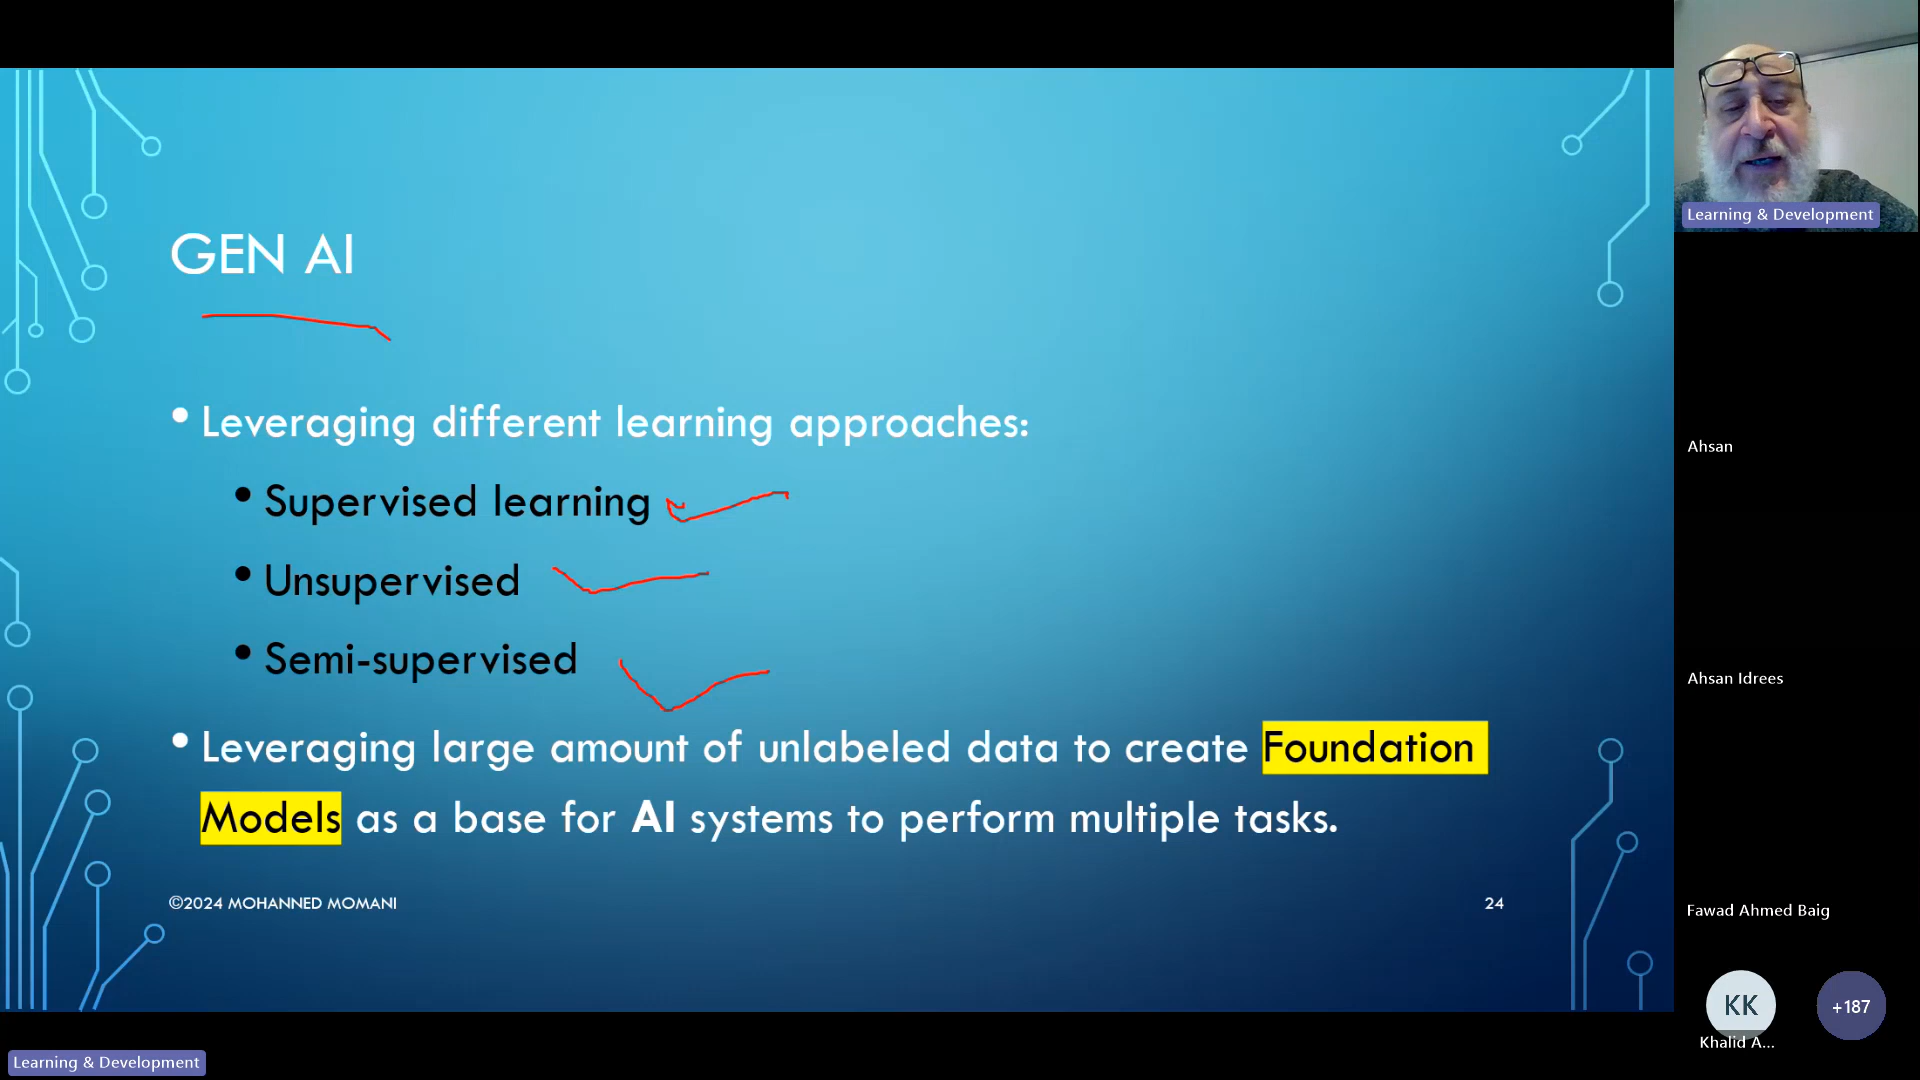 GEN AI
• Leveraging different learning approaches:
• Supervised learning
• Unsupervised
• Semi-supervised
• Leveraging large amount of unlabeled data to create Foundation
Models as a base for AI systems to perform multiple tasks.
©2024 MOHANNED MOMANI
24
Learning & Development
Learning & Development
Ahsan
Ahsan Idrees
Fawad Ahmed Baig
KK
+187
Khalid A...